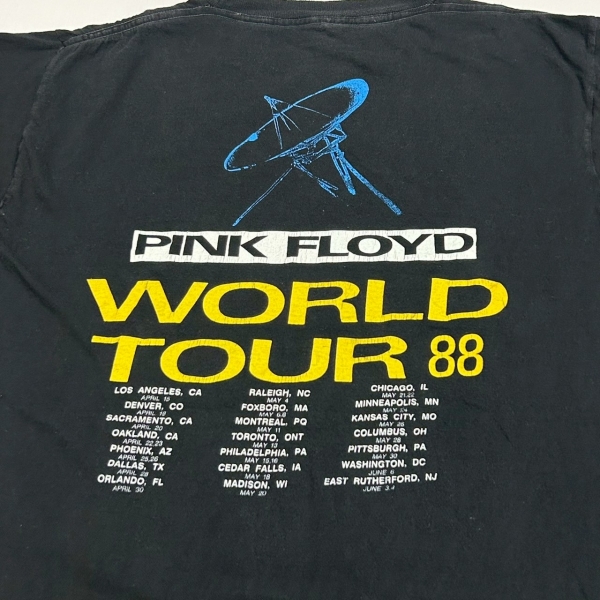 PINK FLOYD
WORLD
TOUR 88
LOS ANGELES, CA
APRIL 15
DENVER, CO
APRIL 19
SACRAMENTO, CA
APRIL 20
OAKLAND, CA
APRIL 22,23
PHOENIX, AZ
APRIL 25,26
DALLAS, TX
APRIL 28
ORLANDO, FL
APRIL 30
RALEIGH, NC
MAY 4
FOXBORO, MA
MAY 6,8
MONTREAL, PQ
MAY 11
TORONTO, ONT
MAY 13
PHILADELPHIA, PA
MAY 15,16
CEDAR FALLS, IA
MAY 18
MADISON, WI
MAY 20
CHICAGO, IL
MAY 21,22
MINNEAPOLIS, MN
MAY 24
KANSAS CITY, MO
MAY 26
COLUMBUS, OH
MAY 28
PITTSBURGH, PA
MAY 30
WASHINGTON, DC
JUNE
EAST RUTHERFORD, NJ
JUNE 3,4